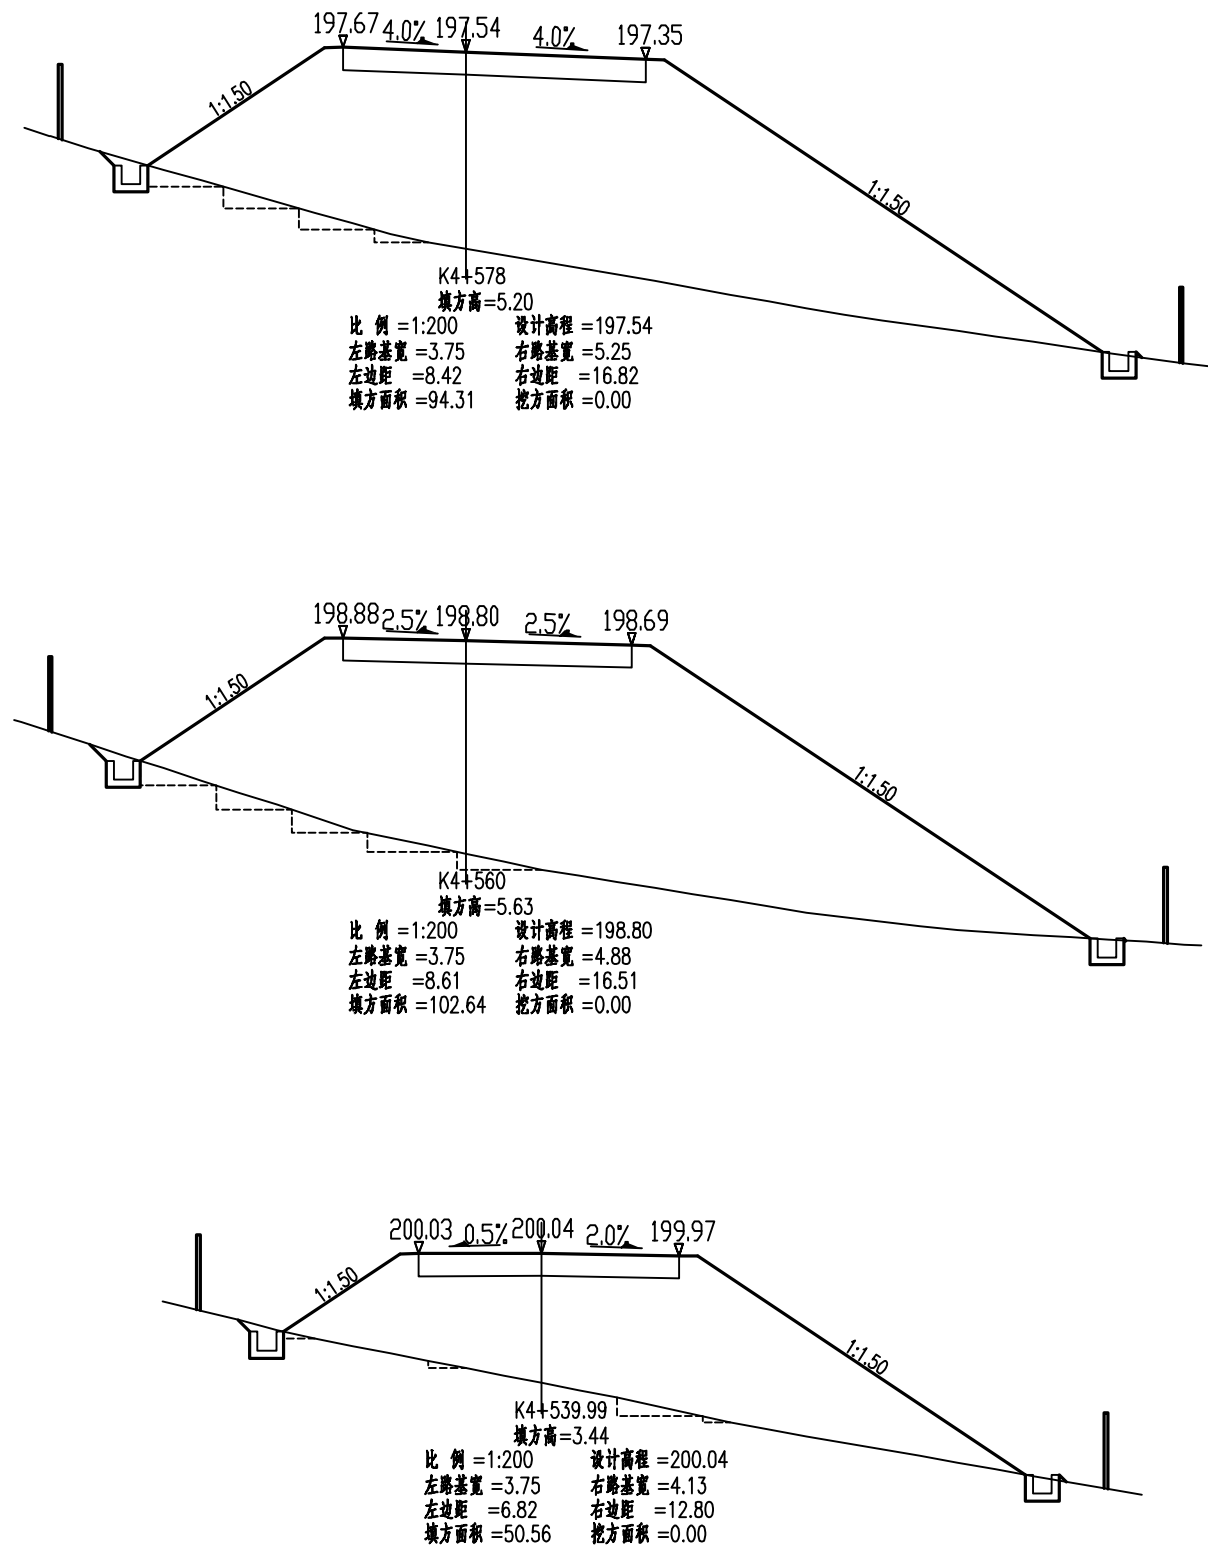 197.67 4.0% 197.54 4.0% 197.35
1:1.50
1:1.50
K4+578
填方高=5.20
比 例 =1:200 设计高程 =197.54
左路基宽 =3.75 右路基宽 =5.25
左边距 =8.42 右边距 =16.82
填方面积 =94.31 挖方面积 =0.00
198.88 2.5% 198.80 2.5% 198.69
1:1.50
1:1.50
K4+560
填方高=5.63
比 例 =1:200 设计高程 =198.80
左路基宽 =3.75 右路基宽 =4.88
左边距 =8.61 右边距 =16.51
填方面积 =102.64 挖方面积 =0.00
200.03 0.5% 200.04 2.0% 199.97
1:1.50
1:1.50
K4+539.99
填方高=3.44
比 例 =1:200 设计高程 =200.04
左路基宽 =3.75 右路基宽 =4.13
左边距 =6.82 右边距 =12.80
填方面积 =50.56 挖方面积 =0.00